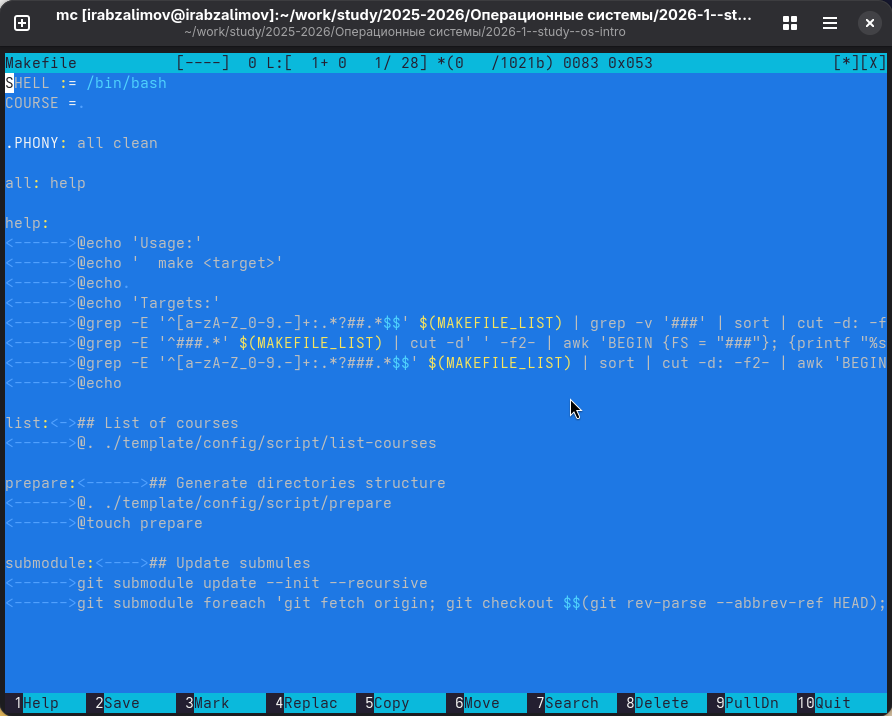 mc [irabzalimov@irabzalimov]:~/work/study/2025-2026/Операционные системы/2026-1--st...
~/work/study/2025-2026/Операционные системы/2026-1--study--os-intro
Makefile [----] 0 L:[ 1+ 0 1/ 28] *(0 /1021b) 0083 0x053 [*][X]
SHELL := /bin/bash
COURSE =.
.PHONY: all clean
all: help
help:
<------>@echo 'Usage:'
<------>@echo '  make <target>'
<------>@echo.
<------>@echo 'Targets:'
<------>@grep -E '^[a-zA-Z_0-9.-]+:.*?##.*$$' $(MAKEFILE_LIST) | grep -v '###' | sort | cut -d: -f
<------>@grep -E '^###.*' $(MAKEFILE_LIST) | cut -d' ' -f2- | awk 'BEGIN {FS = "###"}; {printf "%s
<------>@grep -E '^[a-zA-Z_0-9.-]+:.*?###.*$$' $(MAKEFILE_LIST) | sort | cut -d: -f2- | awk 'BEGIN
<------>@echo
list:<->## List of courses
<------>@. ./template/config/script/list-courses
prepare:<------>## Generate directories structure
<------>@. ./template/config/script/prepare
<------>@touch prepare
submodule:<---->## Update submules
<------>git submodule update --init --recursive
<------>git submodule foreach 'git fetch origin; git checkout $$(git rev-parse --abbrev-ref HEAD);
1Help 2Save 3Mark 4Replac 5Copy 6Move 7Search 8Delete 9PullDn 10Quit